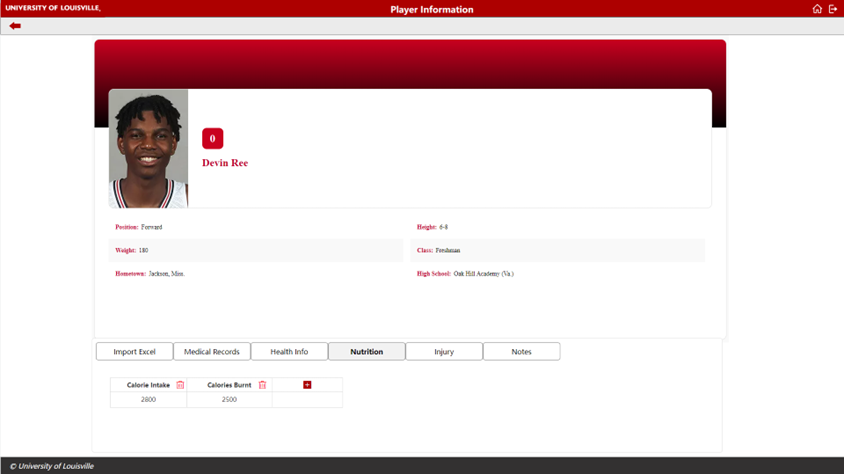 UNIVERSITY OF LOUISVILLE.
Player Information
0
Devin Ree
Position: Forward
Height: 6-8
Weight: 180
Class: Freshman
Hometown: Jackson, Miss.
High School: Oak Hill Academy (Va.)
Import Excel
Medical Records
Health Info
Nutrition
Injury
Notes
Calorie Intake
Calories Burnt
2800
2500
© University of Louisville